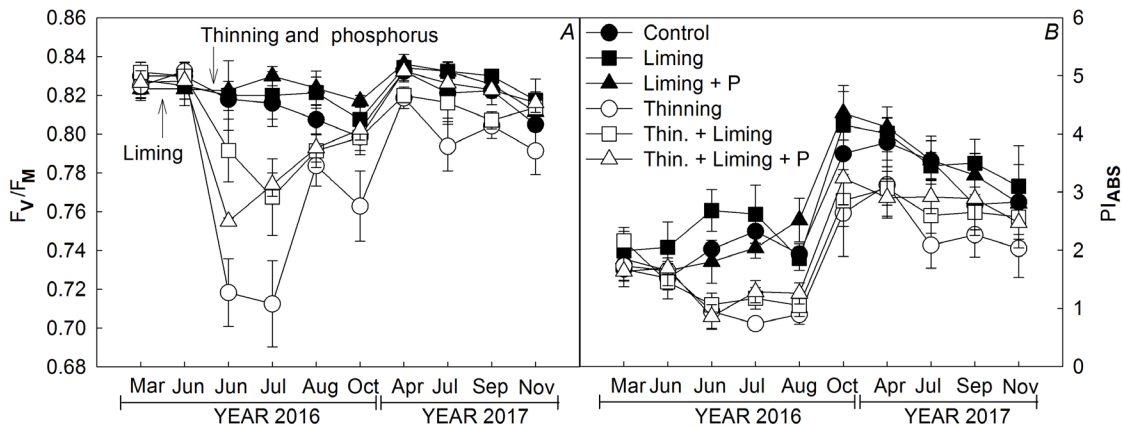 0.86
0.84
0.82
0.80
0.78
0.76
0.74
0.72
0.70
0.68
FV/FM
Thinning and phosphorus
Liming
A
Mar Jun Jun Jul Aug Oct Apr Jul Sep Nov
YEAR 2016 YEAR 2017
Control
Liming
Liming + P
Thinning
Thin. + Liming
Thin. + Liming + P
B
6
5
4
3
2
1
0
PIABS
Mar Jun Jun Jul Aug Oct Apr Jul Sep Nov
YEAR 2016 YEAR 2017